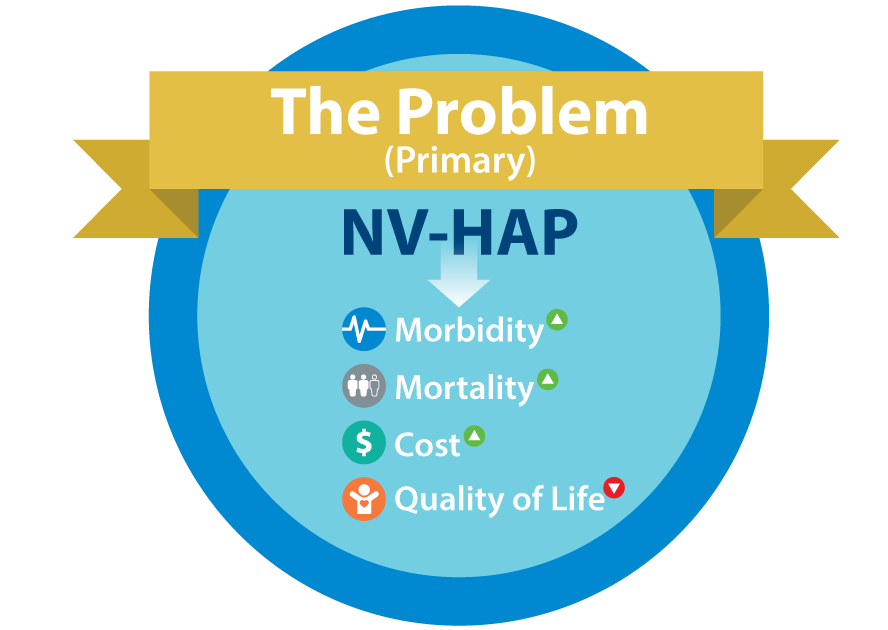 The Problem
(Primary)
NV-HAP
Morbidity
Mortality
$ Cost
Quality of Life